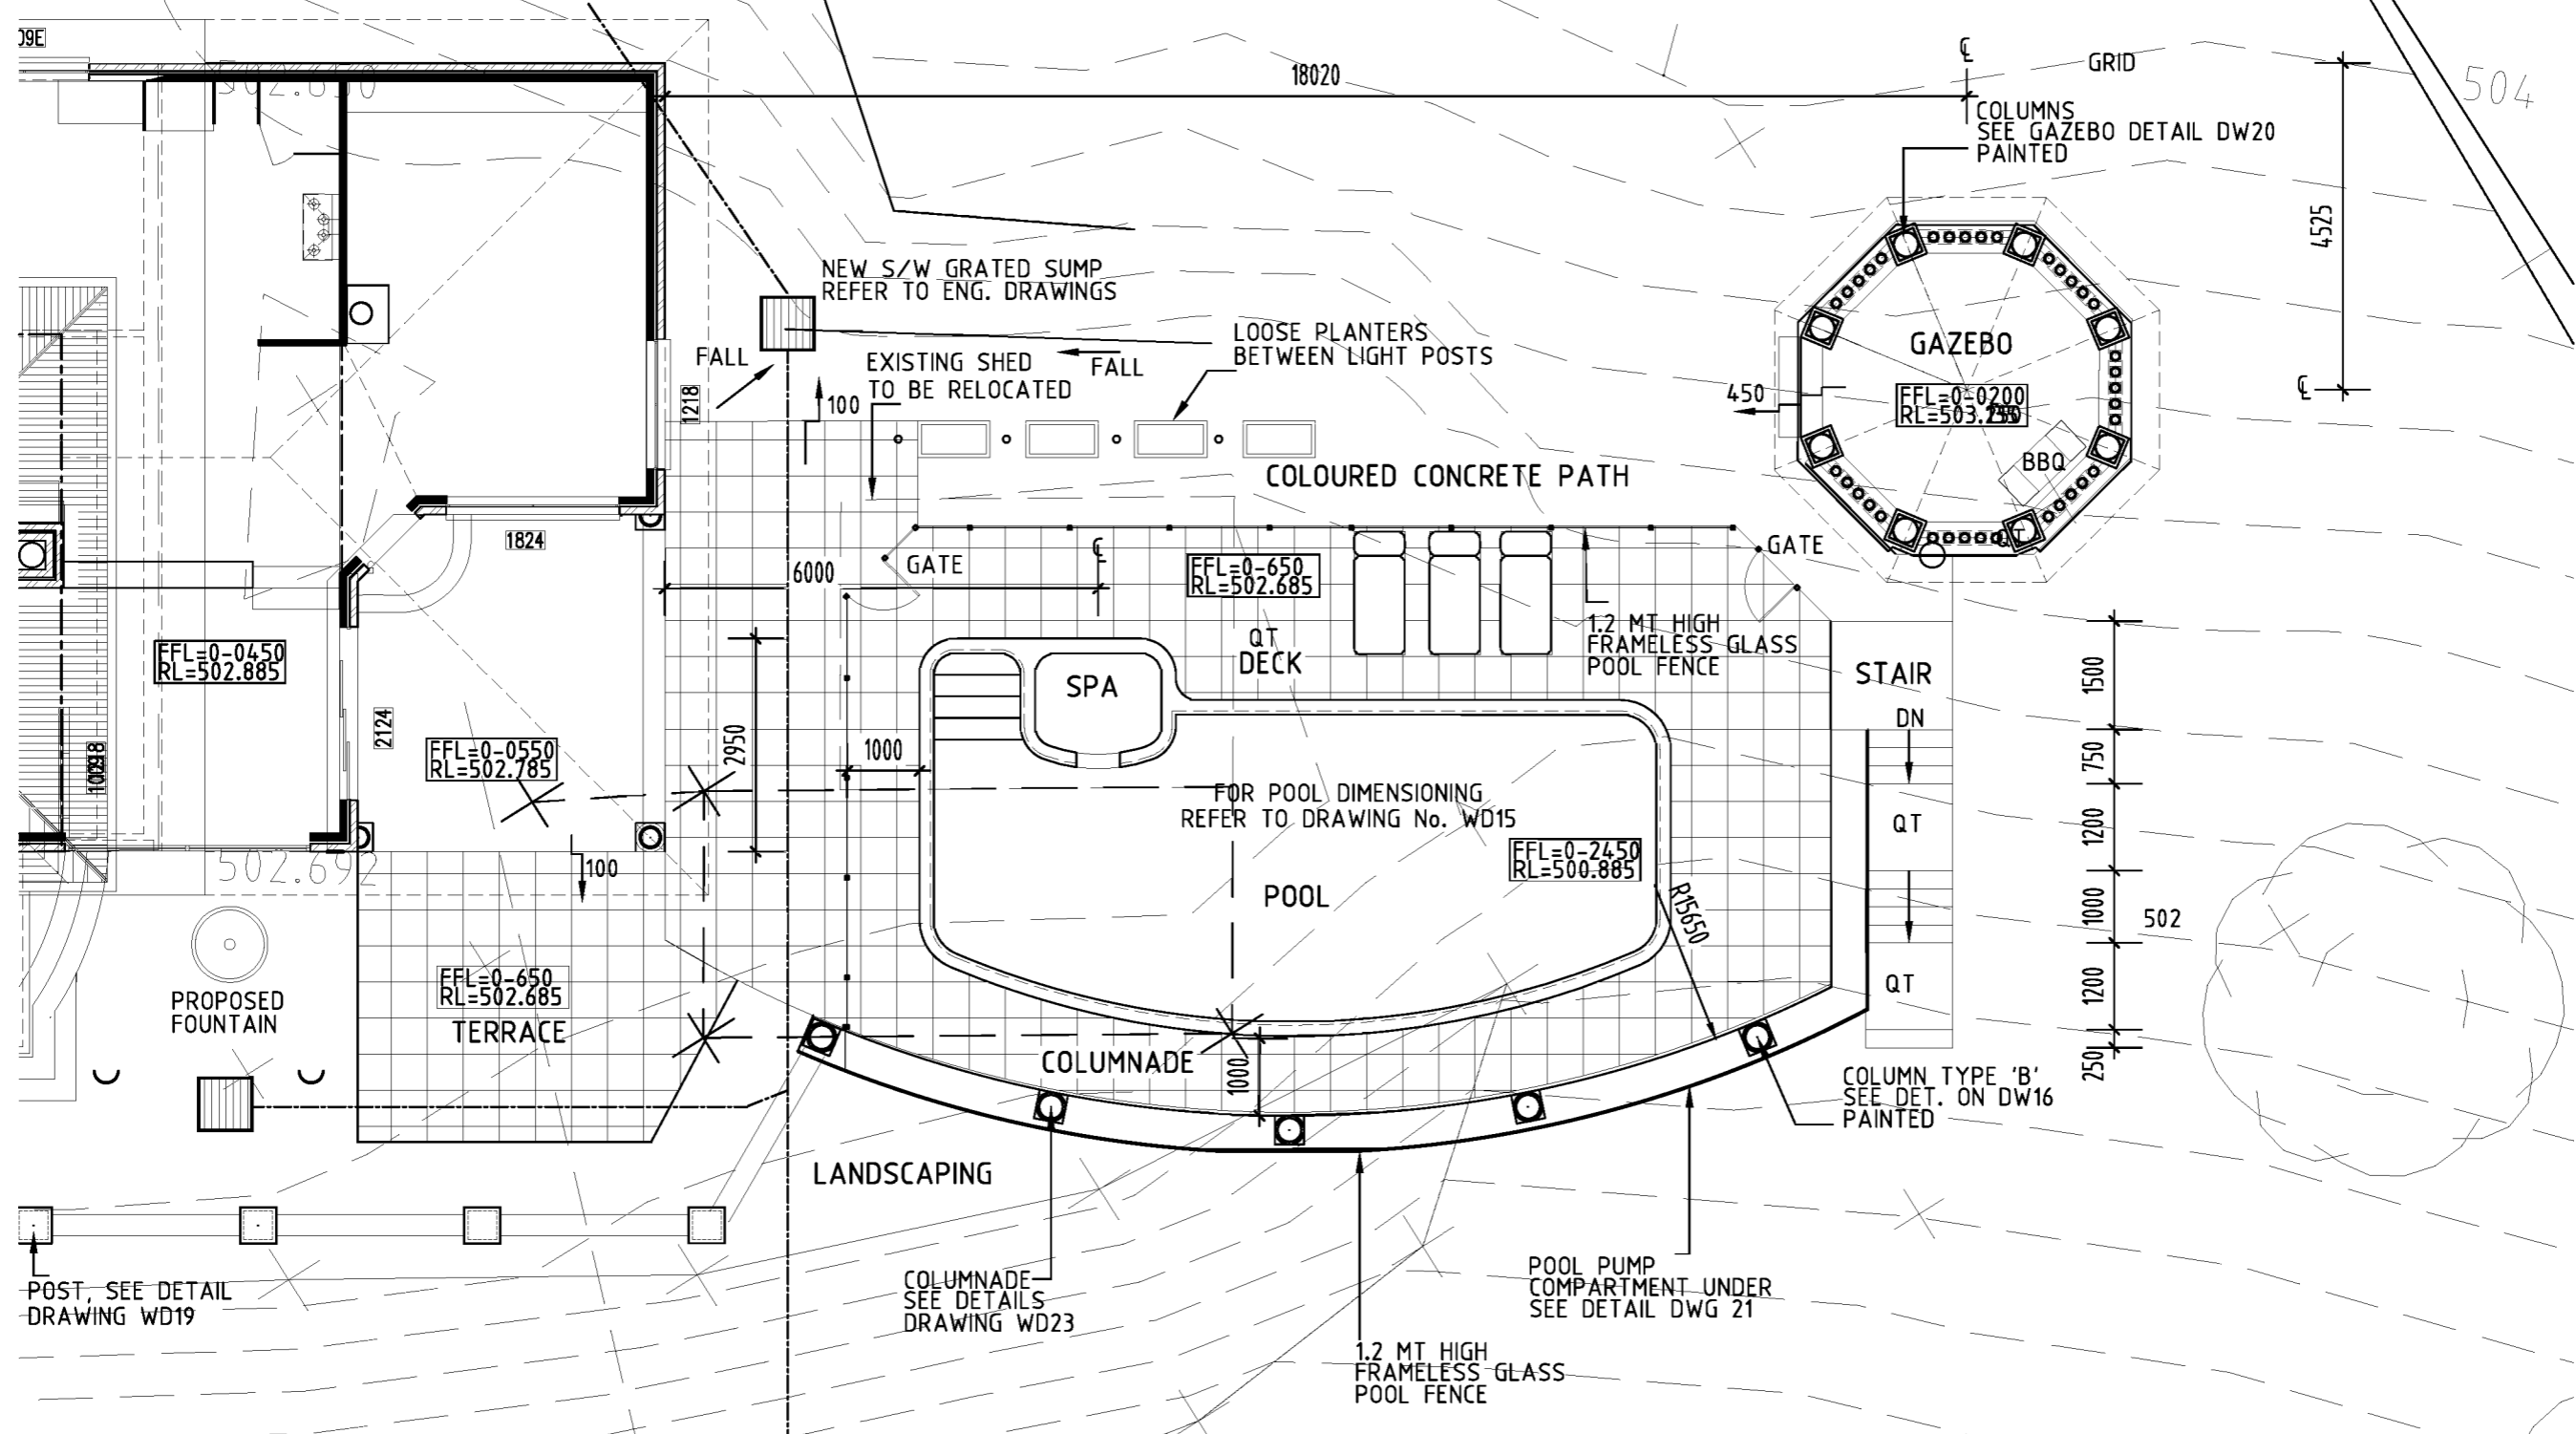 09E
502.8
18020
℄
GRID
504
COLUMNS
SEE GAZEBO DETAIL DW20
PAINTED
4525
NEW S/W GRATED SUMP
REFER TO ENG. DRAWINGS
LOOSE PLANTERS
BETWEEN LIGHT POSTS
FALL
FALL
EXISTING SHED
TO BE RELOCATED
100
1218
GAZEBO
450
FFL=0-0200
℄
BBQ
COLOURED CONCRETE PATH
1824
GATE
6000
℄
FFL=0-650
RL=502.685
GATE
QT
QT
DECK
1.2 MT HIGH
FRAMELESS GLASS
POOL FENCE
FFL=0-0450
RL=502.885
SPA
STAIR
DN
1500
2124
FFL=0-0550
RL=502.785
2950
1000
750
FOR POOL DIMENSIONING
REFER TO DRAWING No. WD15
QT
1200
FFL=0-2450
RL=500.885
502.692
100
POOL
R15650
1000
502
FFL=0-650
RL=502.685
TERRACE
QT
1200
PROPOSED
FOUNTAIN
COLUMNADE
1000
250
COLUMN TYPE 'B'
SEE DET. ON DW16
PAINTED
LANDSCAPING
POST, SEE DETAIL
DRAWING WD19
COLUMNADE
SEE DETAILS
DRAWING WD23
POOL PUMP
COMPARTMENT UNDER
SEE DETAIL DWG 21
1.2 MT HIGH
FRAMELESS GLASS
POOL FENCE